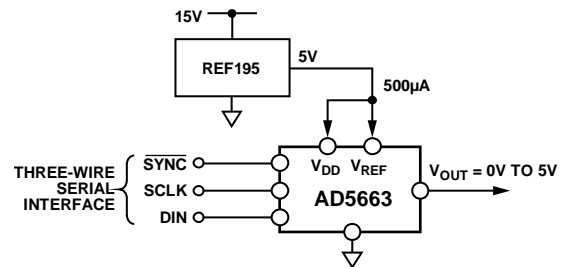 15V
REF195
5V
500µA
THREE-WIRE
SERIAL
INTERFACE
SYNC
SCLK
DIN
VDD
VREF
AD5663
VOUT = 0V TO 5V